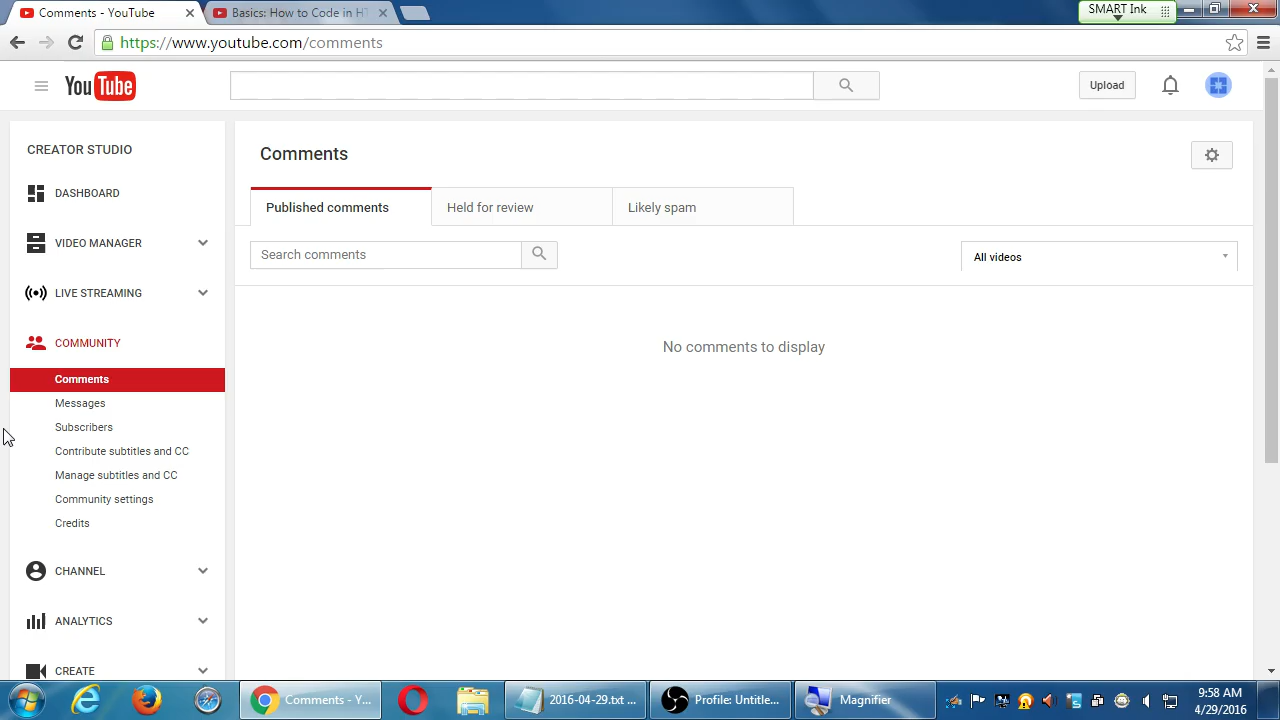 Comments - YouTube
Basics: How to Code in HT
SMART Ink
https://www.youtube.com/comments
YouTube
Upload
CREATOR STUDIO
DASHBOARD
VIDEO MANAGER
LIVE STREAMING
COMMUNITY
Comments
Messages
Subscribers
Contribute subtitles and CC
Manage subtitles and CC
Community settings
Credits
CHANNEL
ANALYTICS
CREATE
Comments
Published comments
Held for review
Likely spam
Search comments
All videos
No comments to display
Comments - Y...
2016-04-29.txt ...
Profile: Untitle...
Magnifier
9:58 AM
4/29/2016